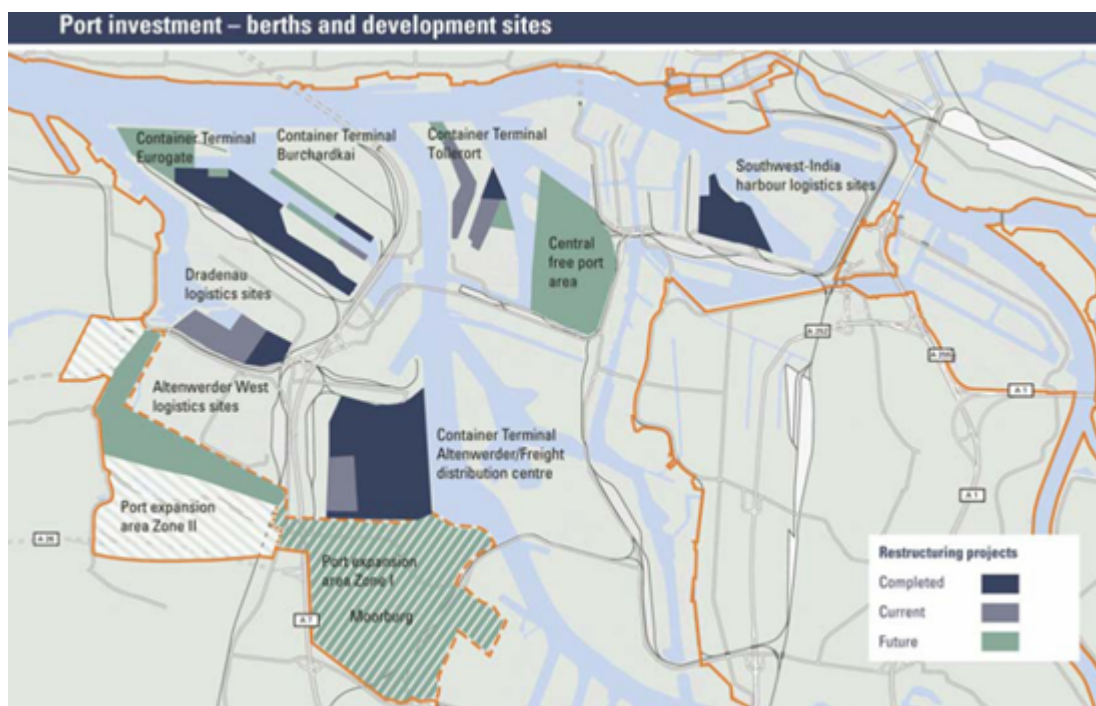 Port investment – berths and development sites
Container Terminal
Eurogate
Container Terminal
Burchardkai
Container Terminal
Tollerort
Southwest-India
harbour logistics sites
Central
free port
area
Dradenau
logistics sites
A 252
A 255
A 1
Altenwerder West
logistics sites
Container Terminal
Altenwerder/Freight
distribution centre
Port expansion
area Zone II
A 1
A 26
Port expansion
area Zone I
Moorburg
A 7
Restructuring projects
Completed
Current
Future